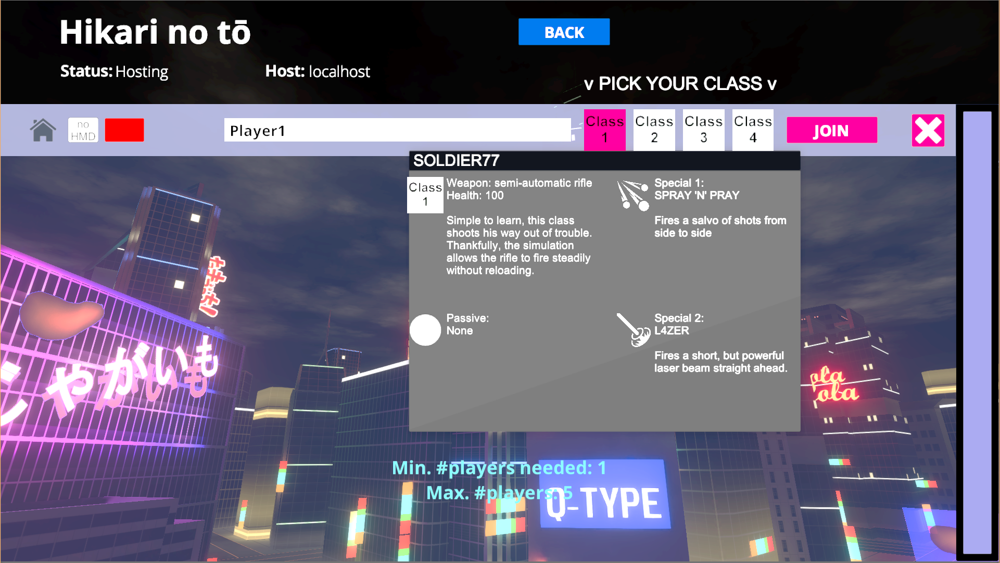 Hikari no tō
BACK
Status: Hosting
Host: localhost
v PICK YOUR CLASS v
no
HMD
Player1
Class
1
Class
2
Class
3
Class
4
JOIN
SOLDIER77
Class
1
Weapon: semi-automatic rifle
Health: 100
Simple to learn, this class
shoots his way out of trouble.
Thankfully, the simulation
allows the rifle to fire steadily
without reloading.
Special 1:
SPRAY 'N' PRAY
Fires a salvo of shots from
side to side
Passive:
None
Special 2:
L4ZER
Fires a short, but powerful
laser beam straight ahead.
じゃがいも
ola
ola
Min. #players needed: 1
Max. #players: 5
Q-TYPE